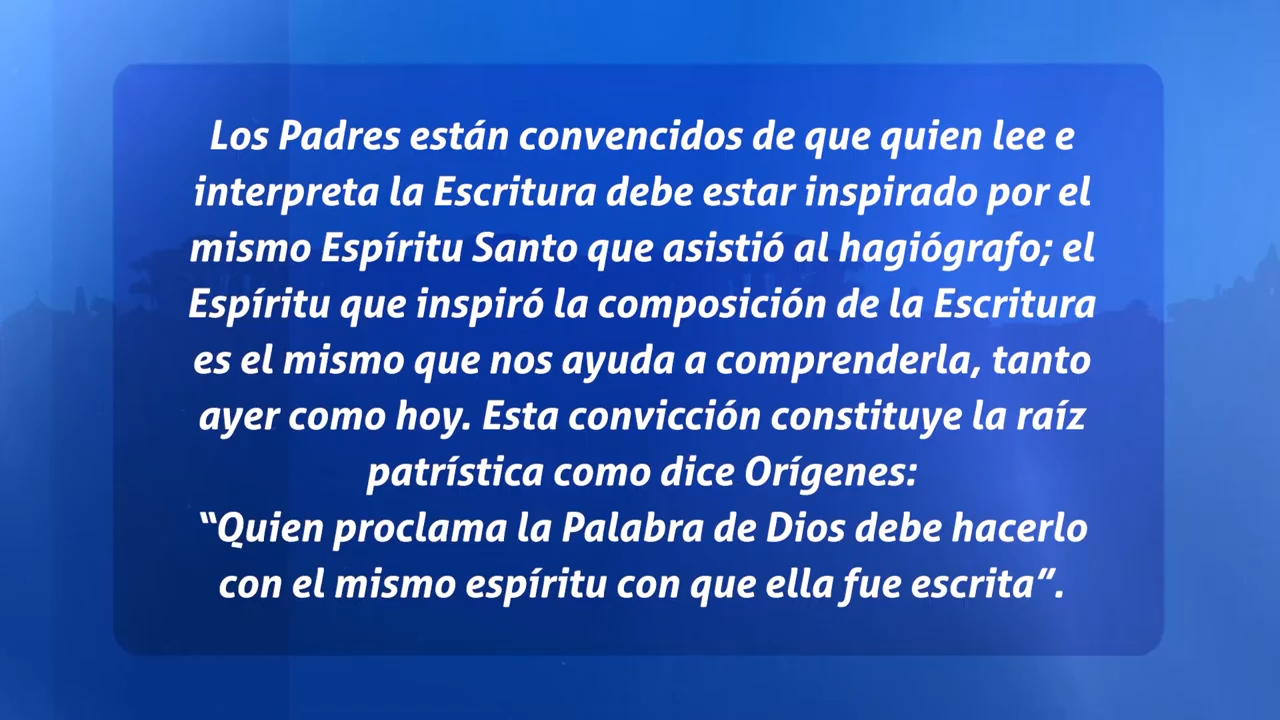 Los Padres están convencidos de que quien lee e
interpreta la Escritura debe estar inspirado por el
mismo Espíritu Santo que asistió al hagiógrafo; el
Espíritu que inspiró la composición de la Escritura
es el mismo que nos ayuda a comprenderla, tanto
ayer como hoy. Esta convicción constituye la raíz
patrística como dice Orígenes:
“Quien proclama la Palabra de Dios debe hacerlo
con el mismo espíritu con que ella fue escrita”.